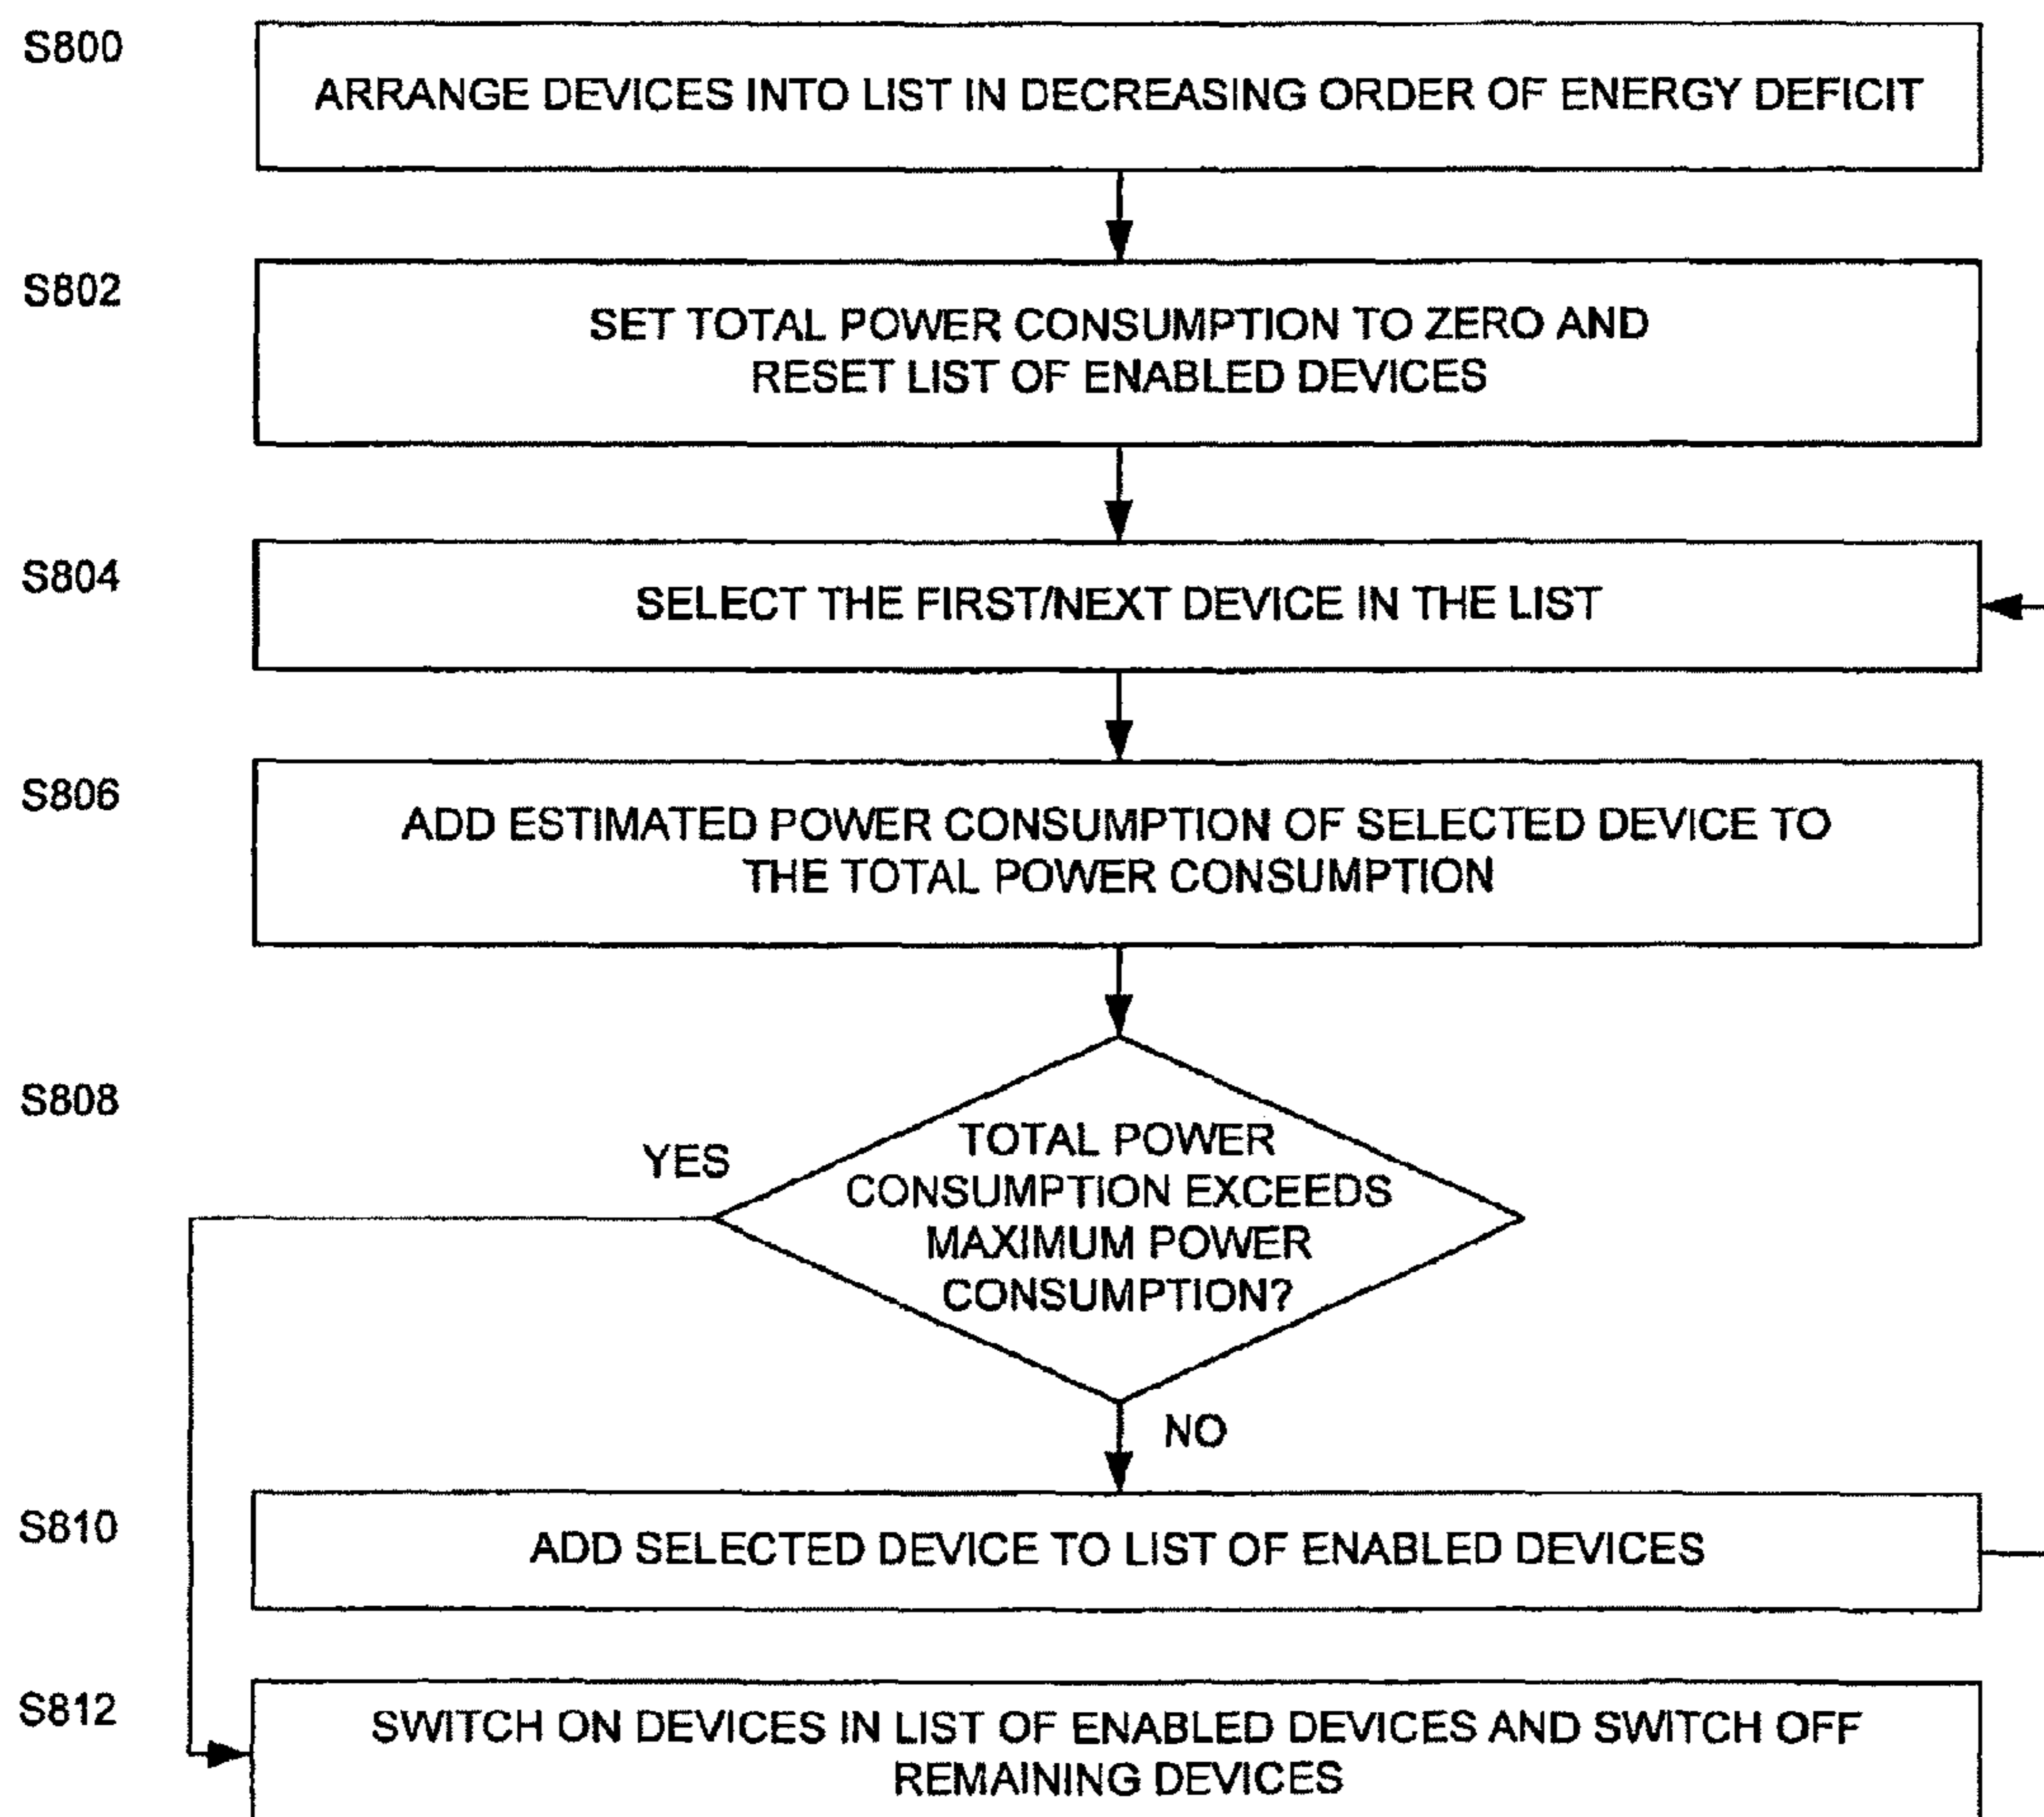 S800
ARRANGE DEVICES INTO LIST IN DECREASING ORDER OF ENERGY DEFICIT
S802
SET TOTAL POWER CONSUMPTION TO ZERO AND
RESET LIST OF ENABLED DEVICES
S804
SELECT THE FIRST/NEXT DEVICE IN THE LIST
S806
ADD ESTIMATED POWER CONSUMPTION OF SELECTED DEVICE TO
THE TOTAL POWER CONSUMPTION
S808
TOTAL POWER
CONSUMPTION EXCEEDS
MAXIMUM POWER
CONSUMPTION?
YES
NO
S810
ADD SELECTED DEVICE TO LIST OF ENABLED DEVICES
S812
SWITCH ON DEVICES IN LIST OF ENABLED DEVICES AND SWITCH OFF
REMAINING DEVICES